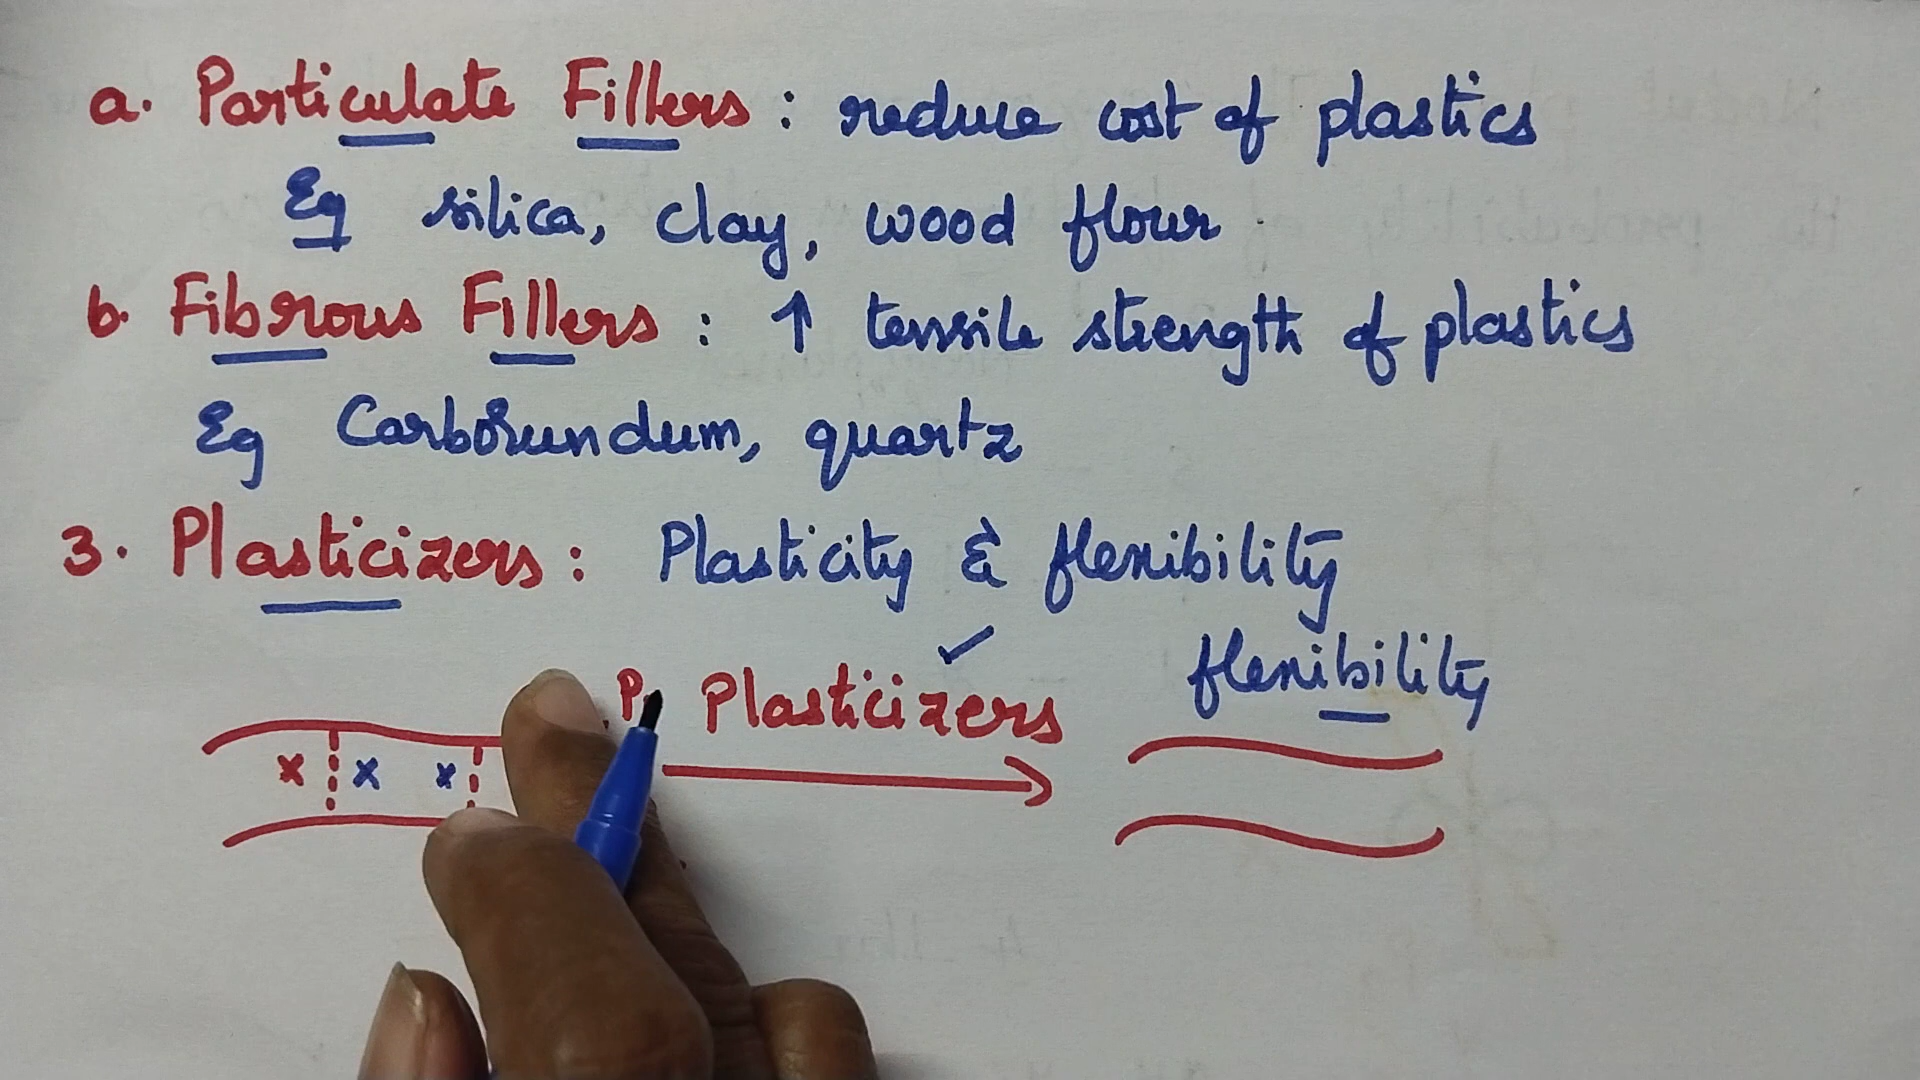 a. Particulate Fillers : reduce cost of plastics
Eg silica, clay, wood flour
b. Fibrous Fillers : ↑ tensile strength of plastics
Eg Carborundum, quartz
3. Plasticizers : Plasticity & flexibility
flexibility
P Plasticizers
x x x